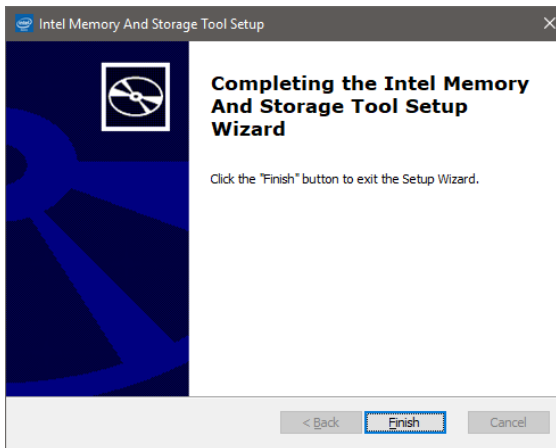 Intel Memory And Storage Tool Setup
Completing the Intel Memory
And Storage Tool Setup
Wizard
Click the "Finish" button to exit the Setup Wizard.
< Back
Finish
Cancel